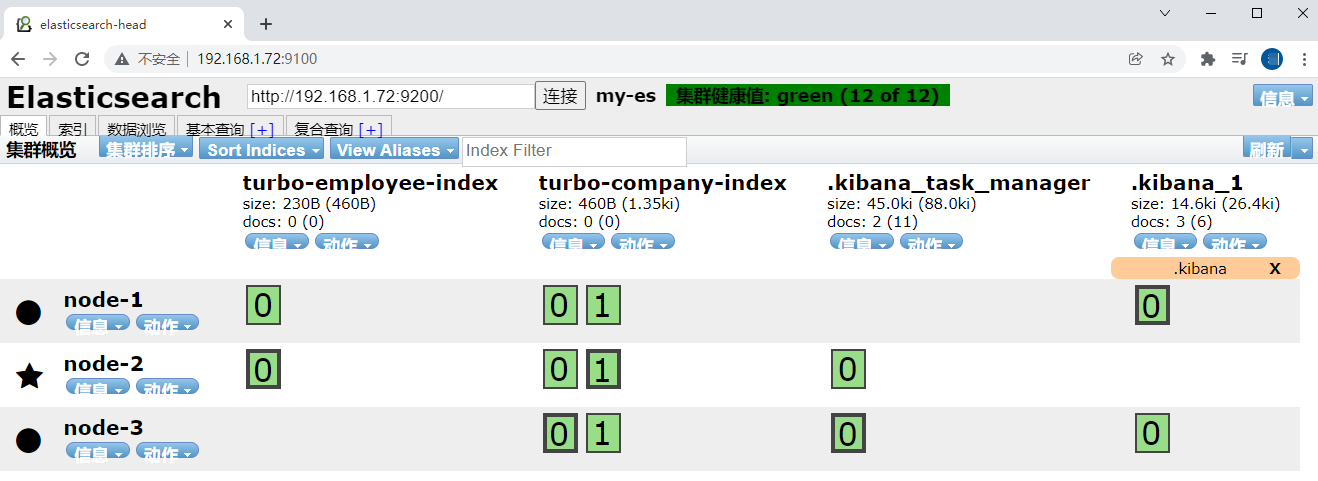 elasticsearch-head
不安全 192.168.1.72:9100
Elasticsearch http://192.168.1.72:9200/ 连接 my-es 集群健康值: green (12 of 12) 信息
概览 索引 数据浏览 基本查询 [+] 复合查询 [+]
集群概览 集群排序 Sort Indices View Aliases Index Filter 刷新
turbo-employee-index turbo-company-index .kibana_task_manager .kibana_1
size: 230B (460B) size: 460B (1.35ki) size: 45.0ki (88.0ki) size: 14.6ki (26.4ki)
docs: 0 (0) docs: 0 (0) docs: 2 (11) docs: 3 (6)
信息 动作 信息 动作 信息 动作 信息 动作
.kibana X
node-1 0 0 1 0
信息 动作
node-2 0 0 1 0
信息 动作
node-3 0 1 0 0
信息 动作